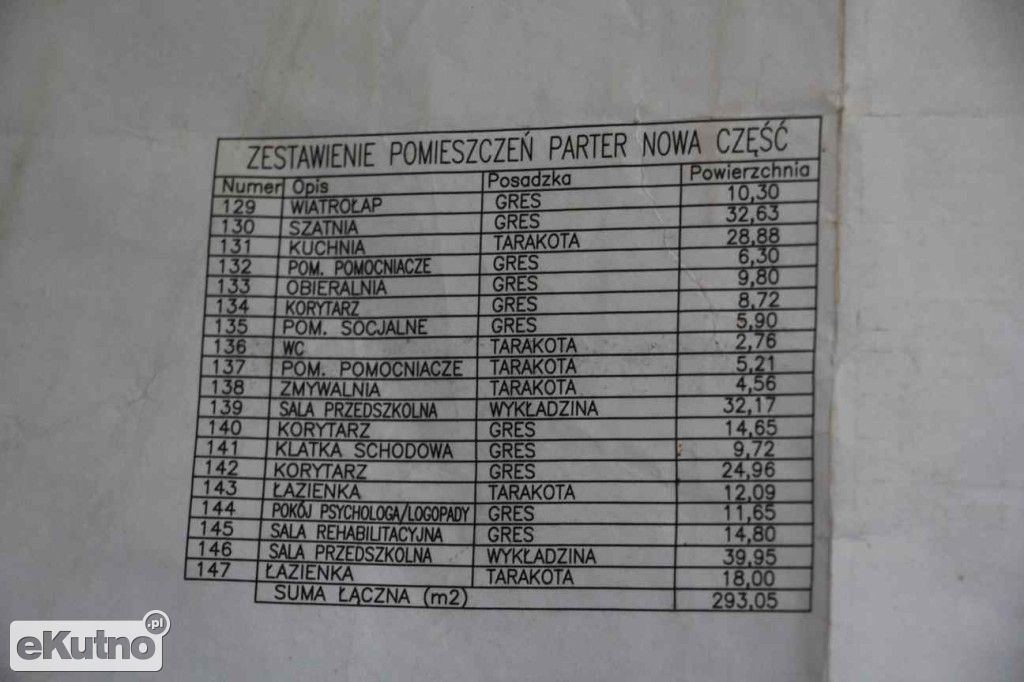 ZESTAWIENIE POMIESZCZEŃ PARTER NOWA CZĘŚĆ
Numer Opis Posadzka Powierzchnia
129 WIATROŁAP GRES 10,30
130 SZATNIA GRES 32,63
131 KUCHNIA TARAKOTA 28,88
132 POM. POMOCNIACZE GRES 6,30
133 OBIERALNIA GRES 9,80
134 KORYTARZ GRES 8,72
135 POM. SOCJALNE GRES 5,90
136 WC TARAKOTA 2,76
137 POM. POMOCNIACZE TARAKOTA 5,21
138 ZMYWALNIA TARAKOTA 4,56
139 SALA PRZEDSZKOLNA WYKŁADZINA 32,17
140 KORYTARZ GRES 14,65
141 KLATKA SCHODOWA GRES 9,72
142 KORYTARZ GRES 24,96
143 ŁAZIENKA TARAKOTA 12,09
144 POKÓJ PSYCHOLOGA/LOGOPADY GRES 11,65
145 SALA REHABILITACYJNA GRES 14,80
146 SALA PRZEDSZKOLNA WYKŁADZINA 39,95
147 ŁAZIENKA TARAKOTA 18,00
SUMA ŁĄCZNA (m2) 293,05
eKutno.pl